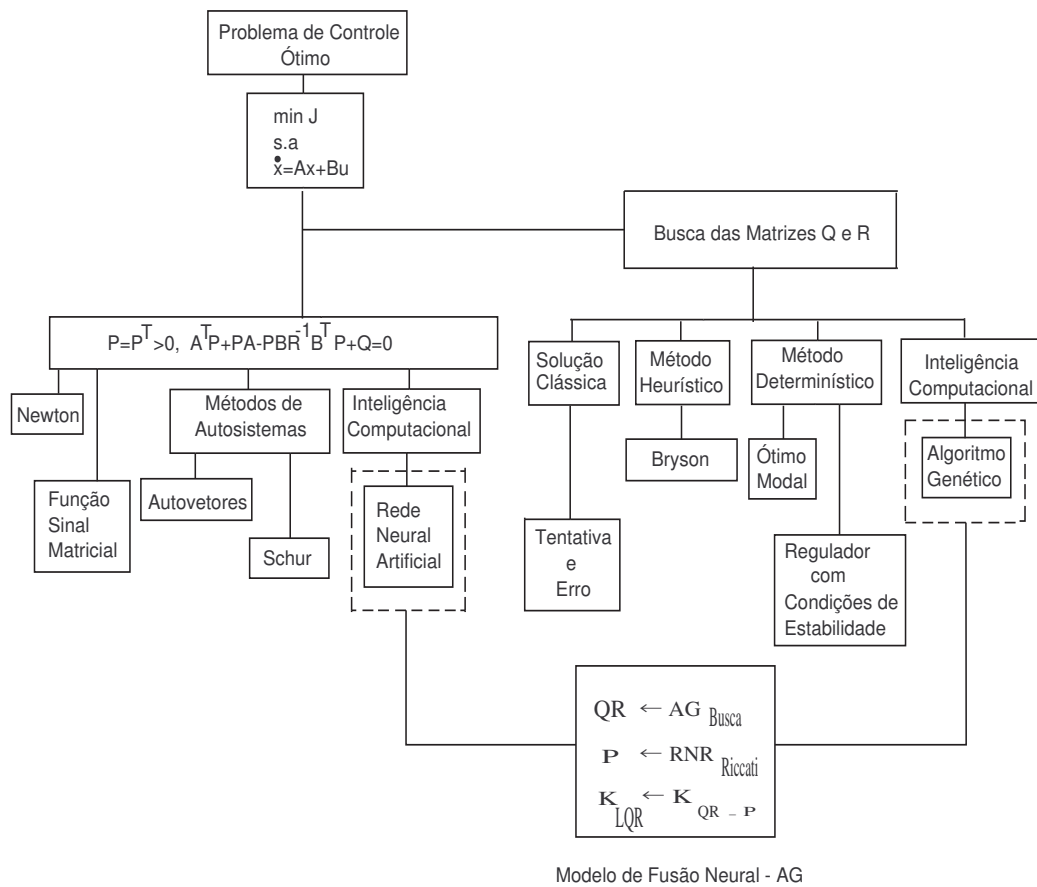 Problema de Controle
Ótimo
min J
s.a
ẋ=Ax+Bu
Busca das Matrizes Q e R
P=P^T >0, A^TP+PA-PBR^-1B^T P+Q=0
Newton
Função
Sinal
Matricial
Métodos de
Autosistemas
Autovetores
Schur
Inteligência
Computacional
Rede
Neural
Artificial
Solução
Clássica
Tentativa
e
Erro
Método
Heurístico
Bryson
Método
Determinístico
Ótimo
Modal
Regulador
com
Condições de
Estabilidade
Inteligência
Computacional
Algoritmo
Genético
QR ← AG Busca
P ← RNR Riccati
K LQR ← K QR – P
Modelo de Fusão Neural - AG